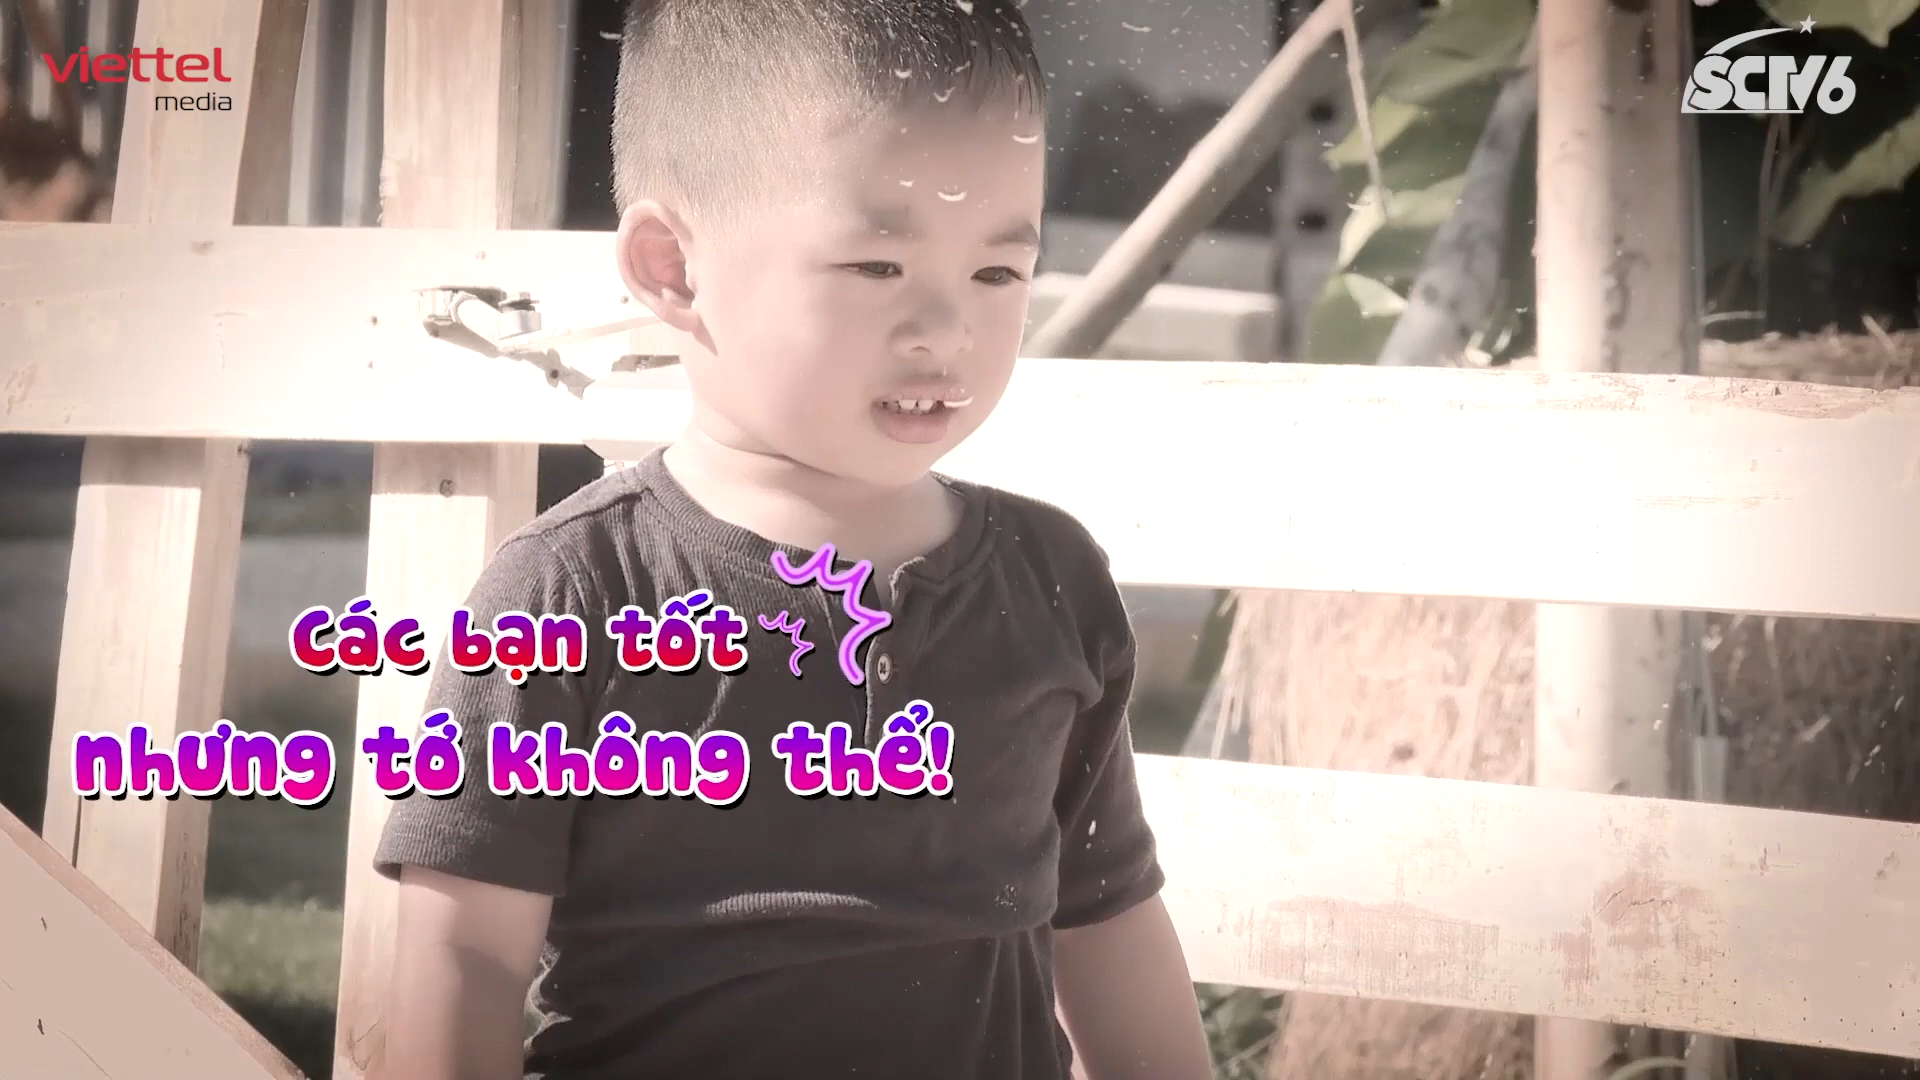 viettel
media
SCTV6
Các bạn tốt
nhưng tớ không thể!